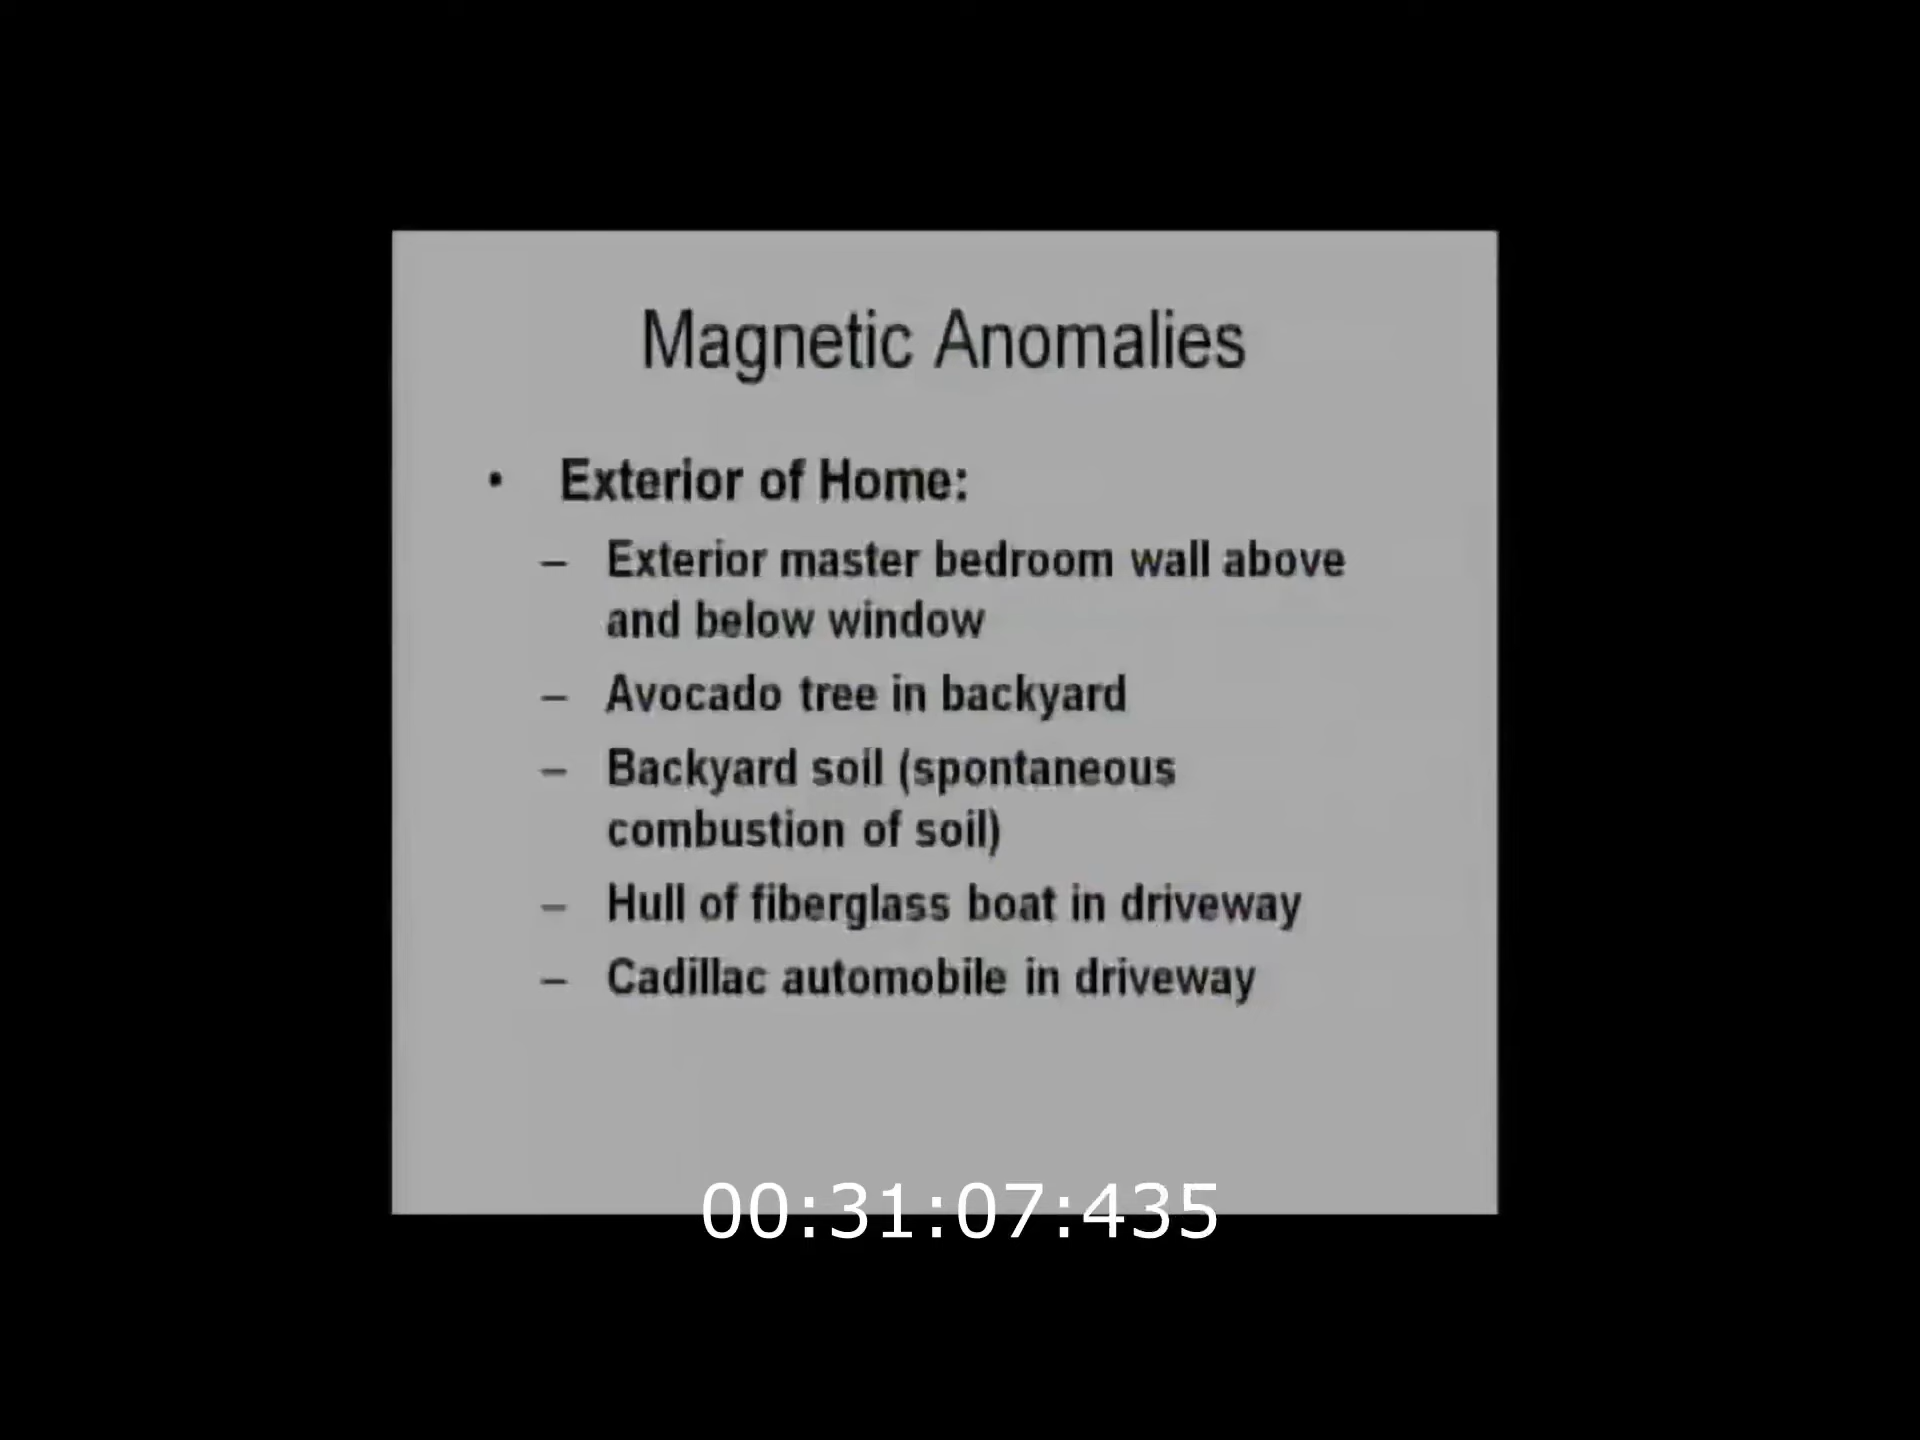 Magnetic Anomalies
• Exterior of Home:
– Exterior master bedroom wall above
and below window
– Avocado tree in backyard
– Backyard soil (spontaneous
combustion of soil)
– Hull of fiberglass boat in driveway
– Cadillac automobile in driveway
00:31:07:435